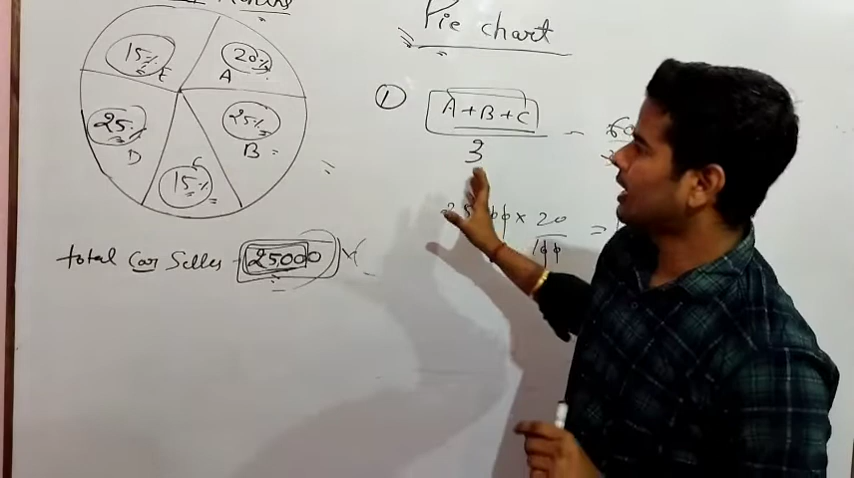 Pie chart
15% E
20% A
25% B
15% C
25% D
total Car Selles - 25000
① A + B + C
3
× 20
100
=